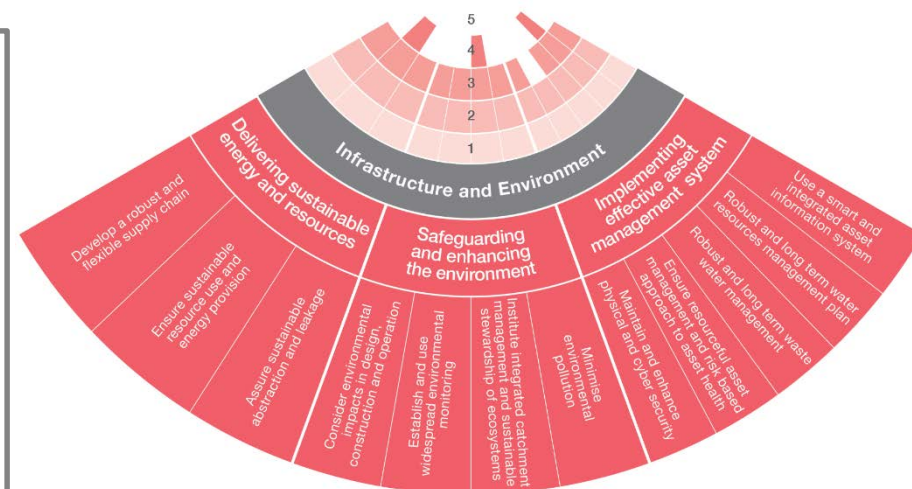 5
4
3
2
1
Infrastructure and Environment
Delivering sustainable
energy and resources
Safeguarding
and enhancing
the environment
Implementing
effective asset
management system
Develop a robust and
flexible supply chain
Ensure sustainable
resource use and
energy provision
Assure sustainable
abstraction and leakage
Consider environmental
impacts in design,
construction and operation
Establish and use
widespread environmental
monitoring
Institute integrated catchment
management and sustainable
stewardship of ecosystems
Minimise
environmental
pollution
Maintain and enhance
physical and cyber security
Ensure resourceful asset
management and risk based
approach to asset health
Robust and long term waste
water management
Robust and long term water
resources management plan
Use a smart and
integrated asset
information system